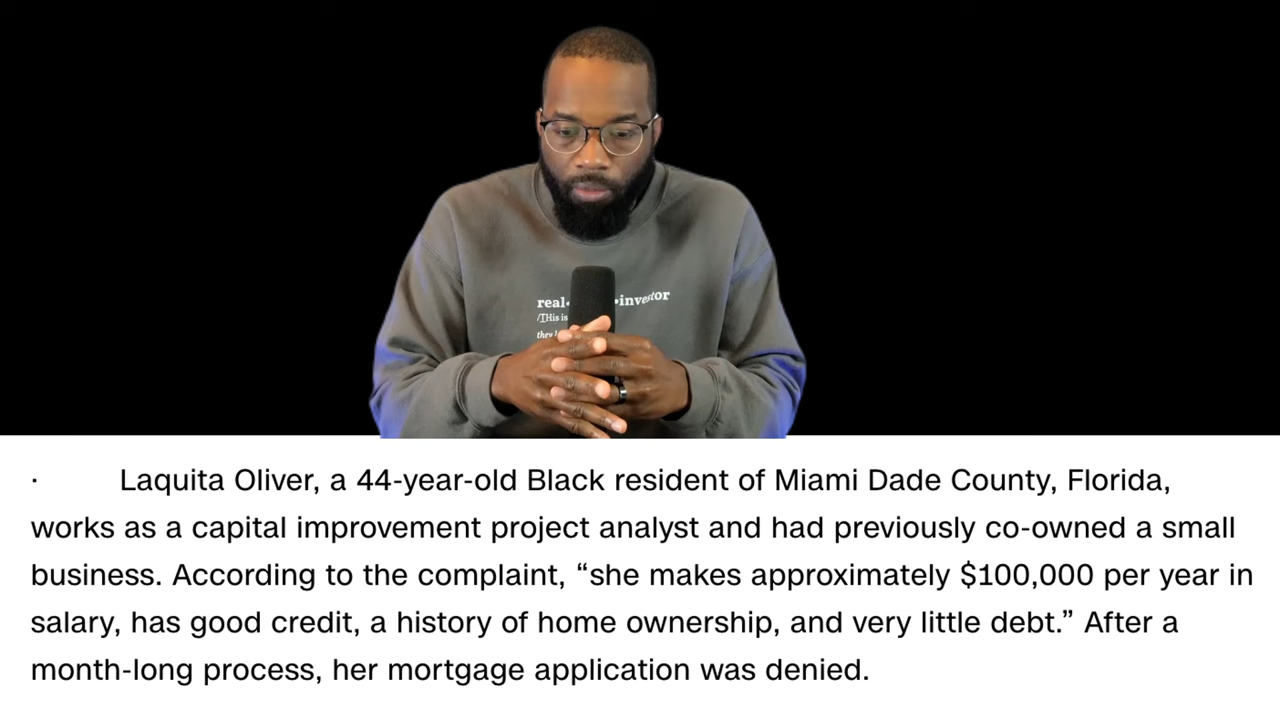 real• •investor
/THis is
they
· Laquita Oliver, a 44-year-old Black resident of Miami Dade County, Florida,
works as a capital improvement project analyst and had previously co-owned a small
business. According to the complaint, “she makes approximately $100,000 per year in
salary, has good credit, a history of home ownership, and very little debt.” After a
month-long process, her mortgage application was denied.